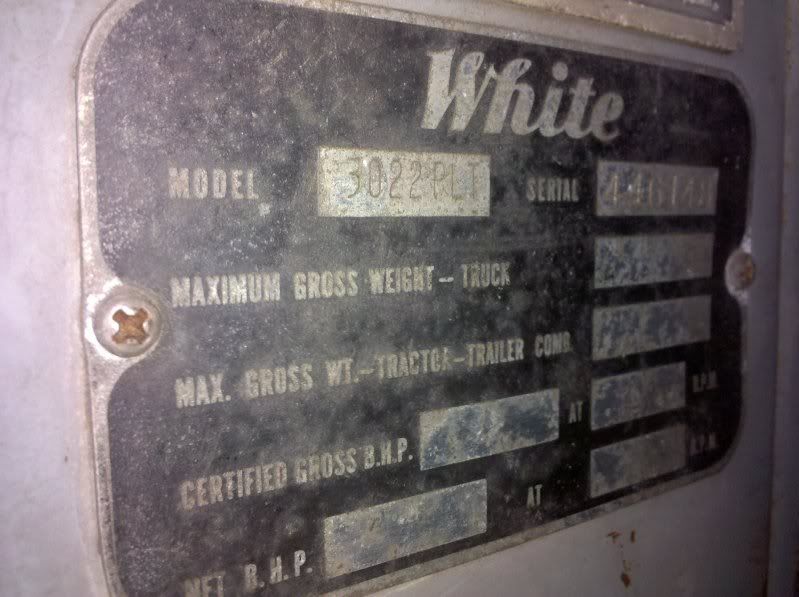 White
MODEL 3022PLT SERIAL
MAXIMUM GROSS WEIGHT - TRUCK
MAX. GROSS WT.-TRACTOR-TRAILER COMB.
CERTIFIED GROSS B.H.P. AT R.P.M.
NET B.H.P. AT R.P.M.